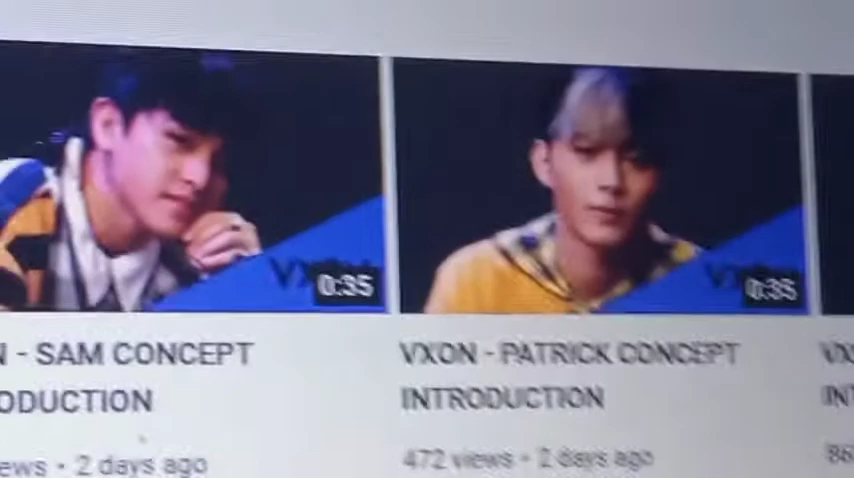 0:35
0:35
N - SAM CONCEPT
ODUCTION
ews • 2 days ago
VXON - PATRICK CONCEPT
INTRODUCTION
472 views • 2 days ago